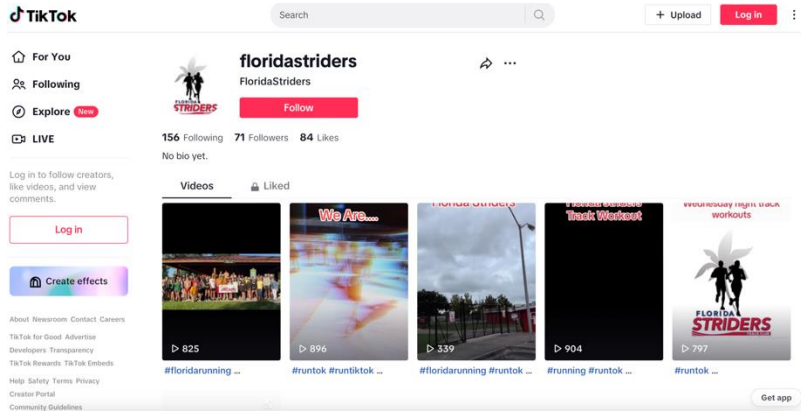 TikTok
Search
+ Upload
Log in
For You
Following
Explore New
LIVE
Log in to follow creators,
like videos, and view
comments.
Log in
Create effects
About Newsroom Contact Careers
TikTok for Good Advertise
Developers Transparency
TikTok Rewards TikTok Embeds
Help Safety Terms Privacy
Creator Portal
Community Guidelines
FLORIDA
STRIDERS
floridastriders
FloridaStriders
Follow
156 Following 71 Followers 84 Likes
No bio yet.
Videos
Liked
825
#floridarunning ...
We Are....
896
#runtok #runtiktok ...
Florida Striders
339
#floridarunning #runtok ...
Florida Striders
Track Workout
904
#running #runtok ...
Wednesday night track
workouts
FLORIDA
STRIDERS
797
#runtok ...
Get app